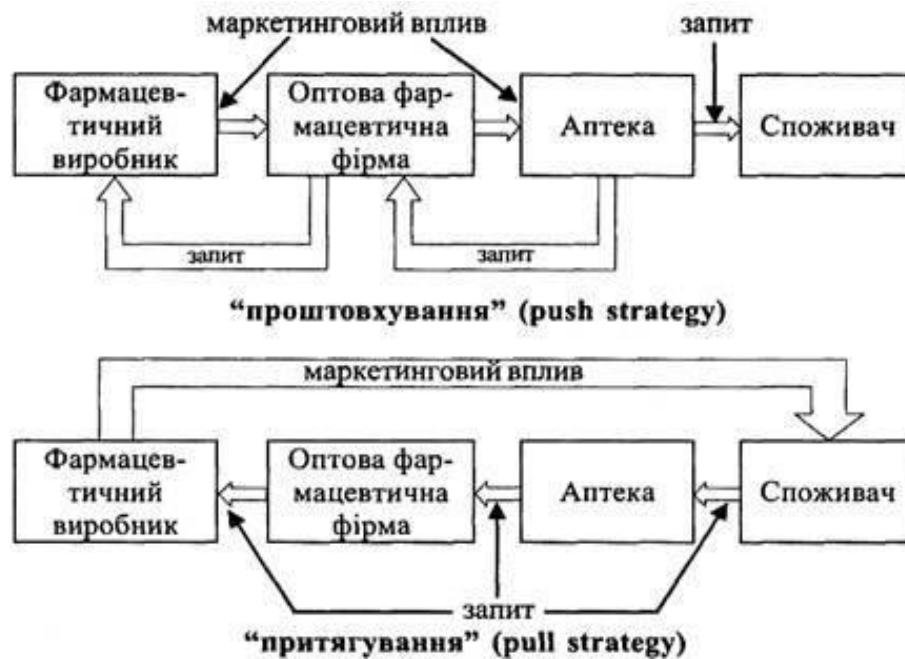 маркетинговий вплив
запит
Фармацев-
тичний
виробник
Оптова фар-
мацевтична
фірма
Аптека
Споживач
запит
запит
“проштовхування” (push strategy)
маркетинговий вплив
Фармацев-
тичний
виробник
Оптова фар-
мацевтична
фірма
Аптека
Споживач
запит
“притягування” (pull strategy)